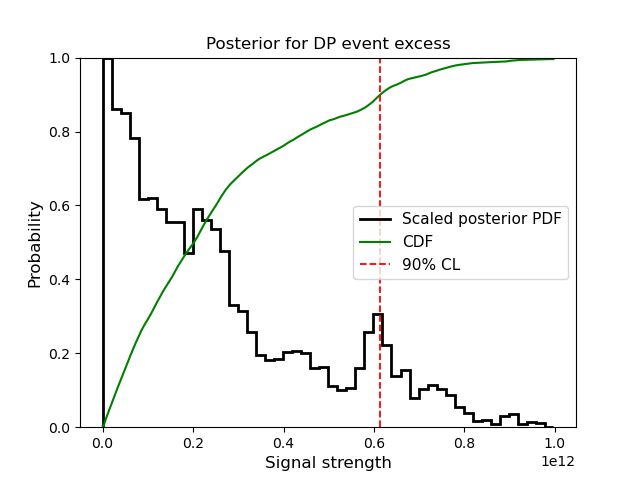 Posterior for DP event excess
Probability
1.0
0.8
0.6
0.4
0.2
0.0
Scaled posterior PDF
CDF
90% CL
0.0 0.2 0.4 0.6 0.8 1.0
1e12
Signal strength